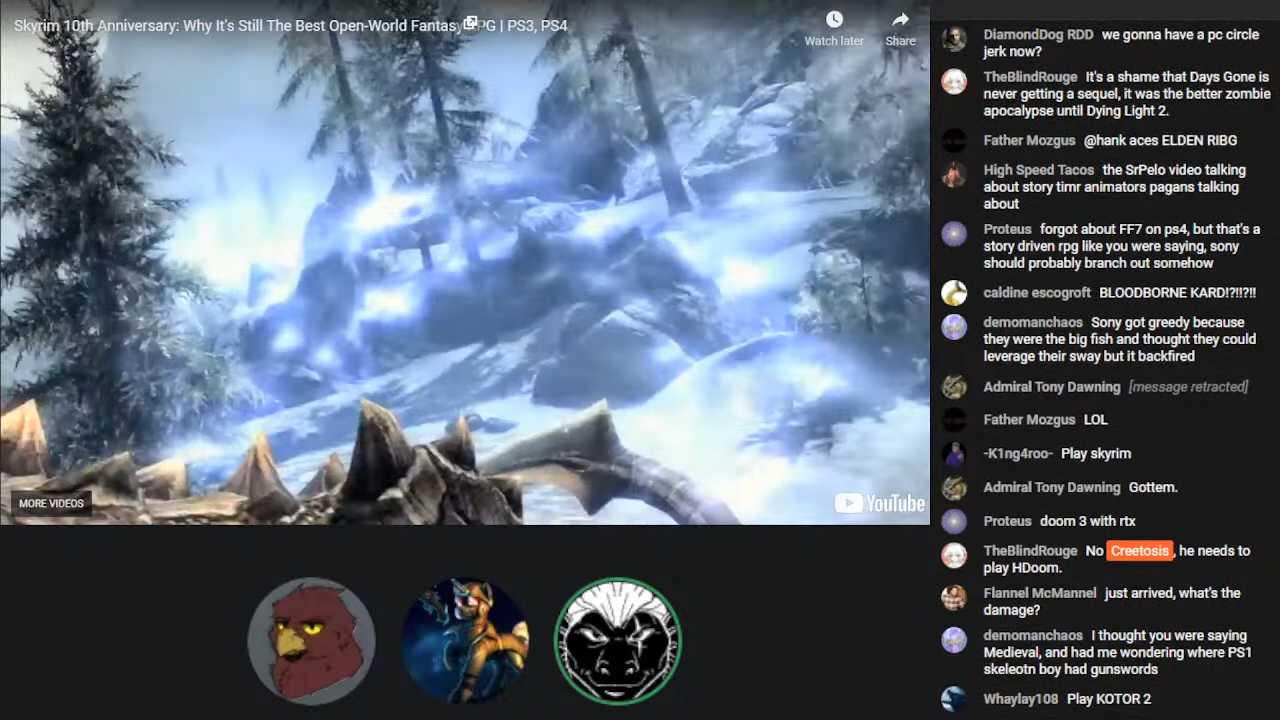 Skyrim 10th Anniversary: Why It's Still The Best Open-World Fantasy PG | PS3, PS4
Watch later
Share
MORE VIDEOS
YouTube
DiamondDog RDD we gonna have a pc circle
jerk now?
TheBlindRouge It's a shame that Days Gone is
never getting a sequel, it was the better zombie
apocalypse until Dying Light 2.
Father Mozgus @hank aces ELDEN RIBG
High Speed Tacos the SrPelo video talking
about story timr animators pagans talking
about
Proteus forgot about FF7 on ps4, but that's a
story driven rpg like you were saying, sony
should probably branch out somehow
caldine escogroft BLOODBORNE KARD!?!!?!!
demomanchaos Sony got greedy because
they were the big fish and thought they could
leverage their sway but it backfired
Admiral Tony Dawning [message retracted]
Father Mozgus LOL
-K1ng4roo- Play skyrim
Admiral Tony Dawning Gottem.
Proteus doom 3 with rtx
TheBlindRouge No Creetosis, he needs to
play HDoom.
Flannel McMannel just arrived, what's the
damage?
demomanchaos I thought you were saying
Medieval, and had me wondering where PS1
skeleotn boy had gunswords
Whaylay108 Play KOTOR 2